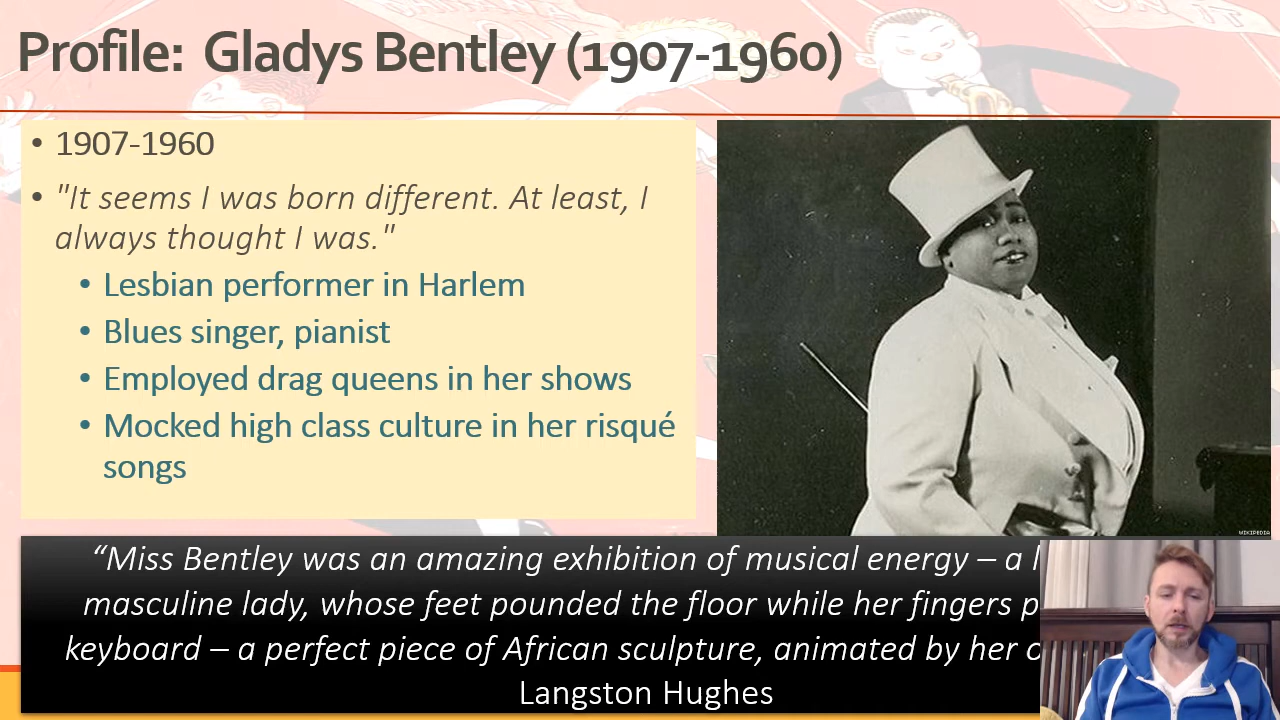 Profile: Gladys Bentley (1907-1960)
• 1907-1960
• "It seems I was born different. At least, I
always thought I was."
• Lesbian performer in Harlem
• Blues singer, pianist
• Employed drag queens in her shows
• Mocked high class culture in her risqué
songs
WIKIPEDIA
“Miss Bentley was an amazing exhibition of musical energy – a
masculine lady, whose feet pounded the floor while her fingers
keyboard – a perfect piece of African sculpture, animated by her
Langston Hughes